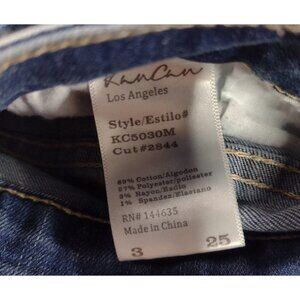 KanCan
Los Angeles
Style/Estilo#
KC5030M
Cut#2844
69% Cotton/Algodon
27% Polyester/poliester
3% Rayon/Radio
1% Spandex/Elastano
RN# 144635
Made in China
3 25